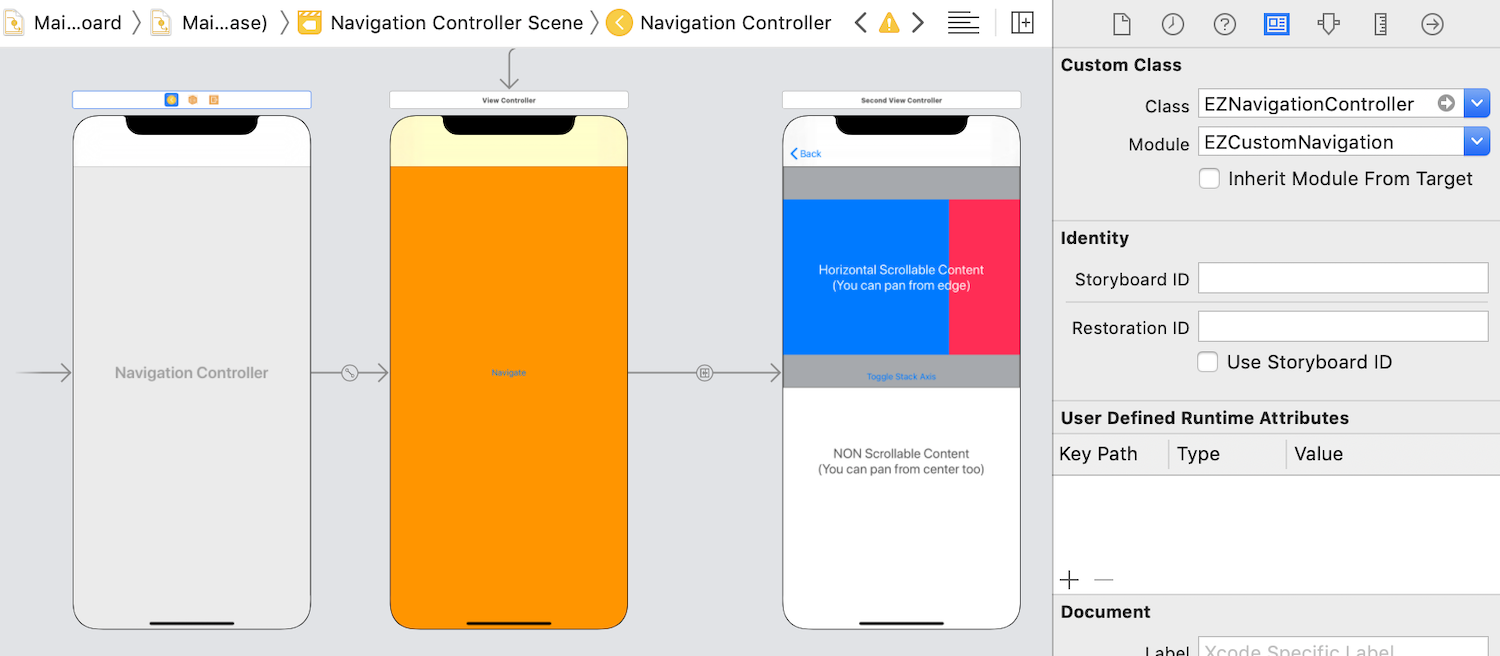 Mai...oard Mai...ase) Navigation Controller Scene Navigation Controller
View Controller
Second View Controller
Back
Navigation Controller
Navigate
Horizontal Scrollable Content
(You can pan from edge)
Toggle Stack Axis
NON Scrollable Content
(You can pan from center too)
Custom Class
Class EZNavigationController
Module EZCustomNavigation
Inherit Module From Target
Identity
Storyboard ID
Restoration ID
Use Storyboard ID
User Defined Runtime Attributes
Key Path Type Value
Document
Label Xcode Specific Label